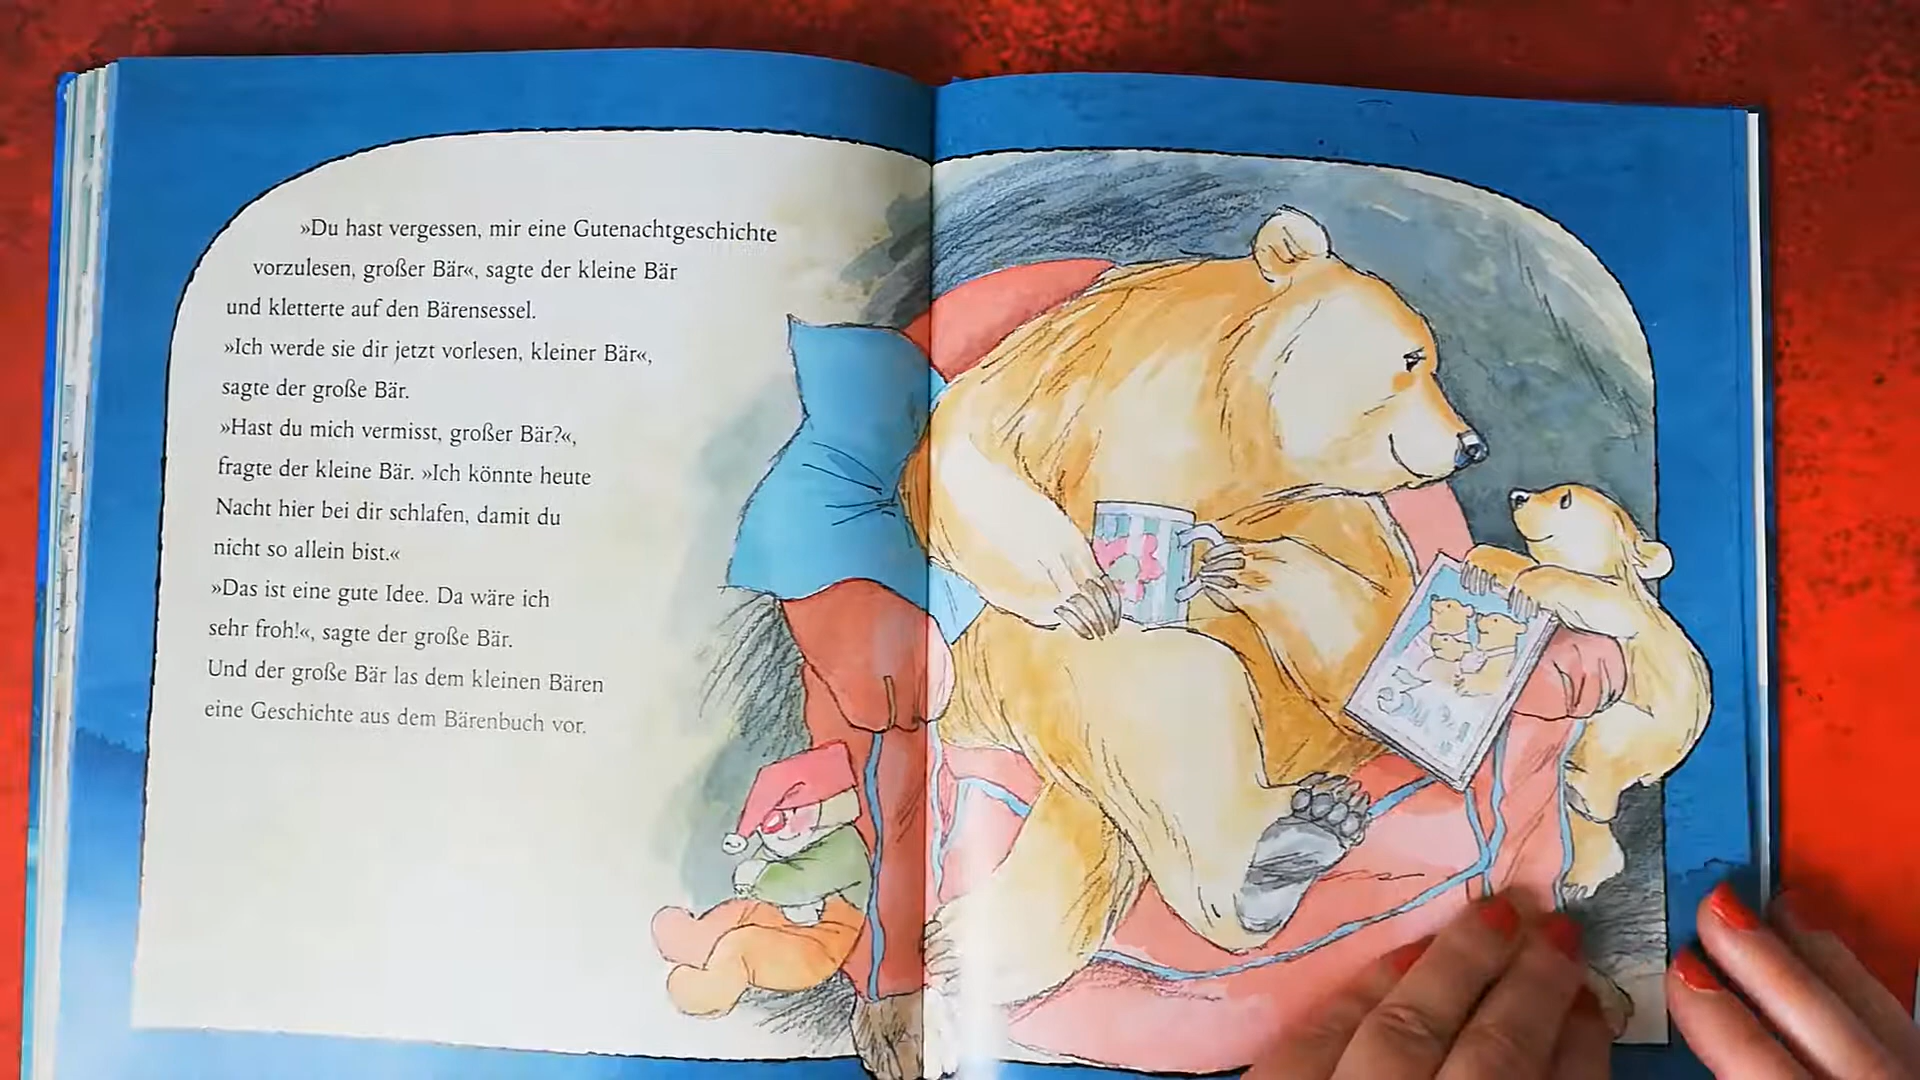 »Du hast vergessen, mir eine Gutenachtgeschichte
vorzulesen, großer Bär«, sagte der kleine Bär
und kletterte auf den Bärensessel.
»Ich werde sie dir jetzt vorlesen, kleiner Bär«,
sagte der große Bär.
»Hast du mich vermisst, großer Bär?«,
fragte der kleine Bär. »Ich könnte heute
Nacht hier bei dir schlafen, damit du
nicht so allein bist.«
»Das ist eine gute Idee. Da wäre ich
sehr froh!«, sagte der große Bär.
Und der große Bär las dem kleinen Bären
eine Geschichte aus dem Bärenbuch vor.